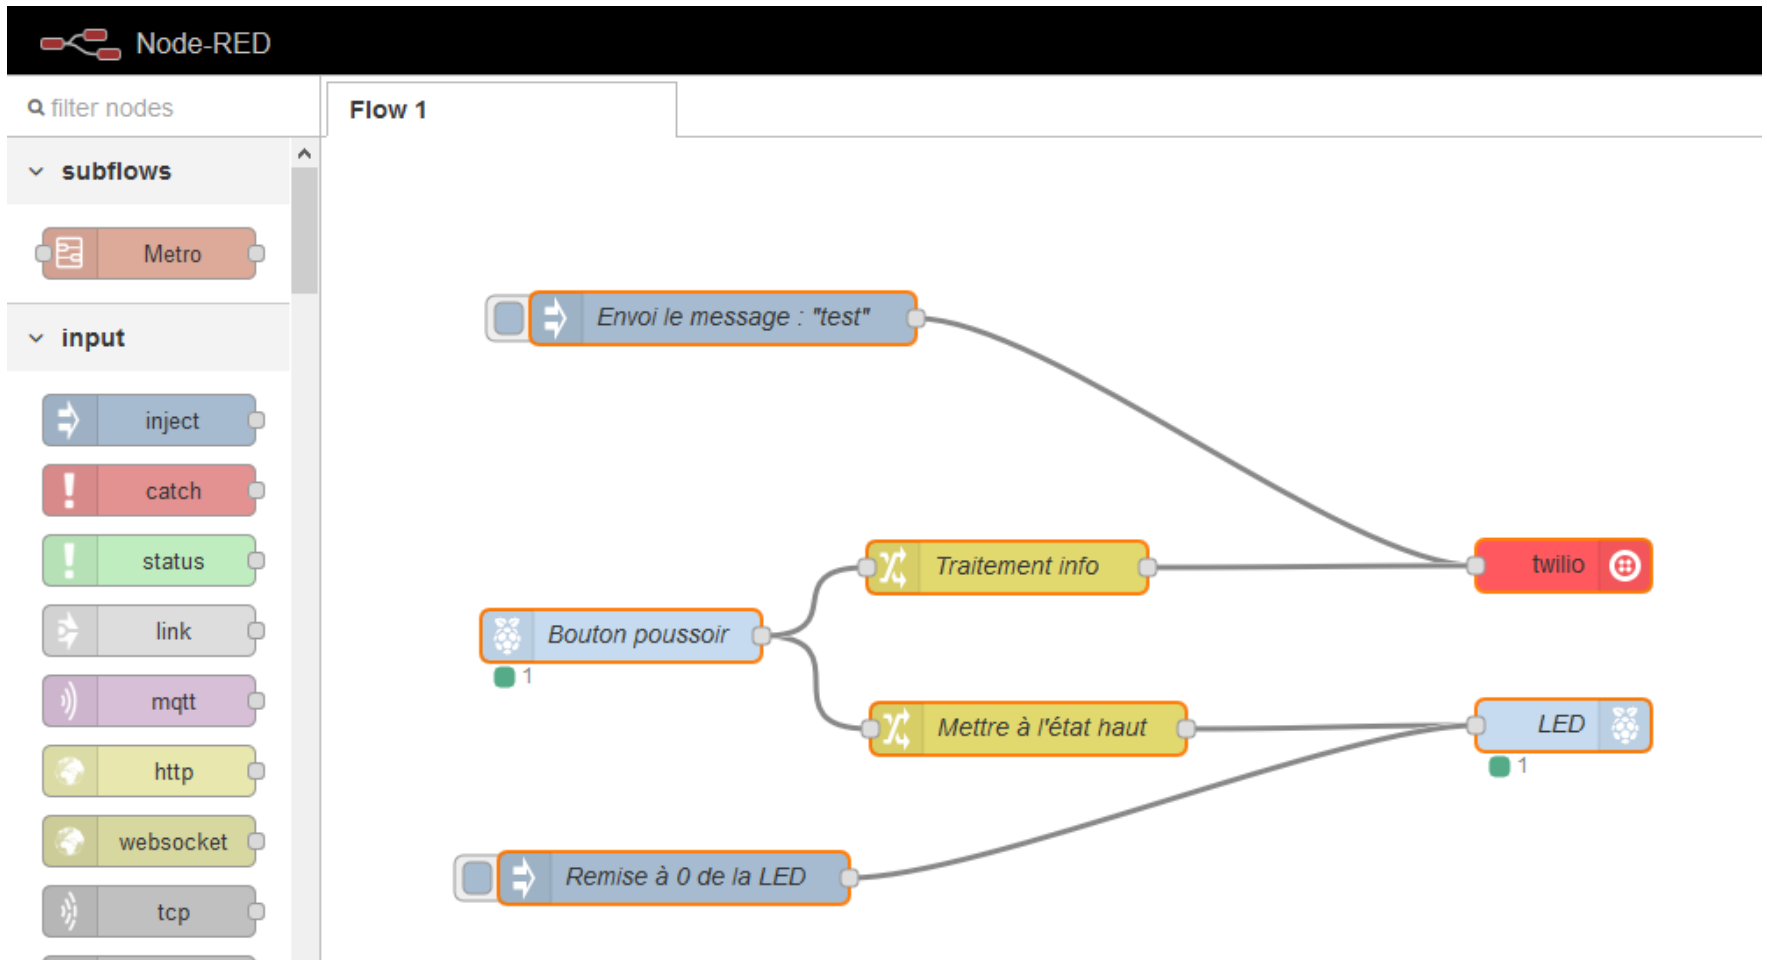 Node-RED
filter nodes
Flow 1
subflows
Metro
input
inject
catch
status
link
mqtt
http
websocket
tcp
Envoi le message : "test"
Traitement info
twilio
Bouton poussoir
1
Mettre à l'état haut
LED
1
Remise à 0 de la LED